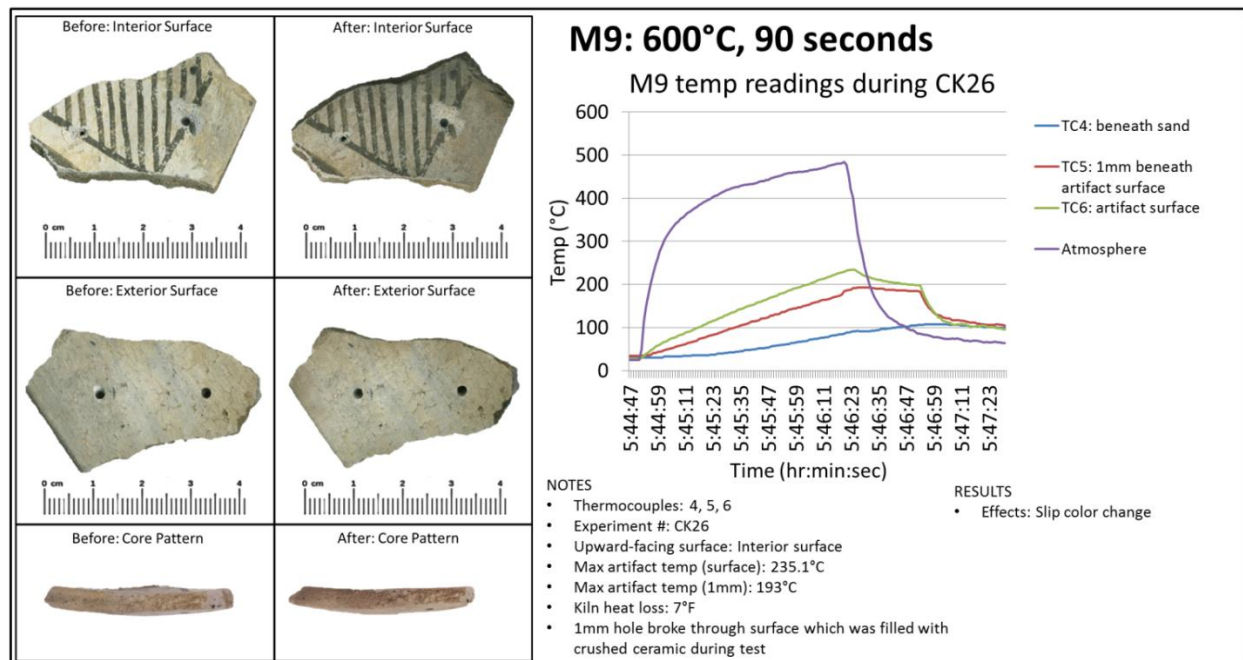 Before: Interior Surface
After: Interior Surface
0 cm 1 2 3 4
0 cm 1 2 3 4
Before: Exterior Surface
After: Exterior Surface
0 cm 1 2 3 4
0 cm 1 2 3 4
Before: Core Pattern
After: Core Pattern
M9: 600°C, 90 seconds
M9 temp readings during CK26
600
500
400
300
200
100
0
Temp (°C)
5:44:47
5:44:59
5:45:11
5:45:23
5:45:35
5:45:47
5:45:59
5:46:11
5:46:23
5:46:35
5:46:47
5:46:59
5:47:11
5:47:23
Time (hr:min:sec)
TC4: beneath sand
TC5: 1mm beneath
artifact surface
TC6: artifact surface
Atmosphere
NOTES
• Thermocouples: 4, 5, 6
• Experiment #: CK26
• Upward-facing surface: Interior surface
• Max artifact temp (surface): 235.1°C
• Max artifact temp (1mm): 193°C
• Kiln heat loss: 7°F
• 1mm hole broke through surface which was filled with
crushed ceramic during test
RESULTS
• Effects: Slip color change